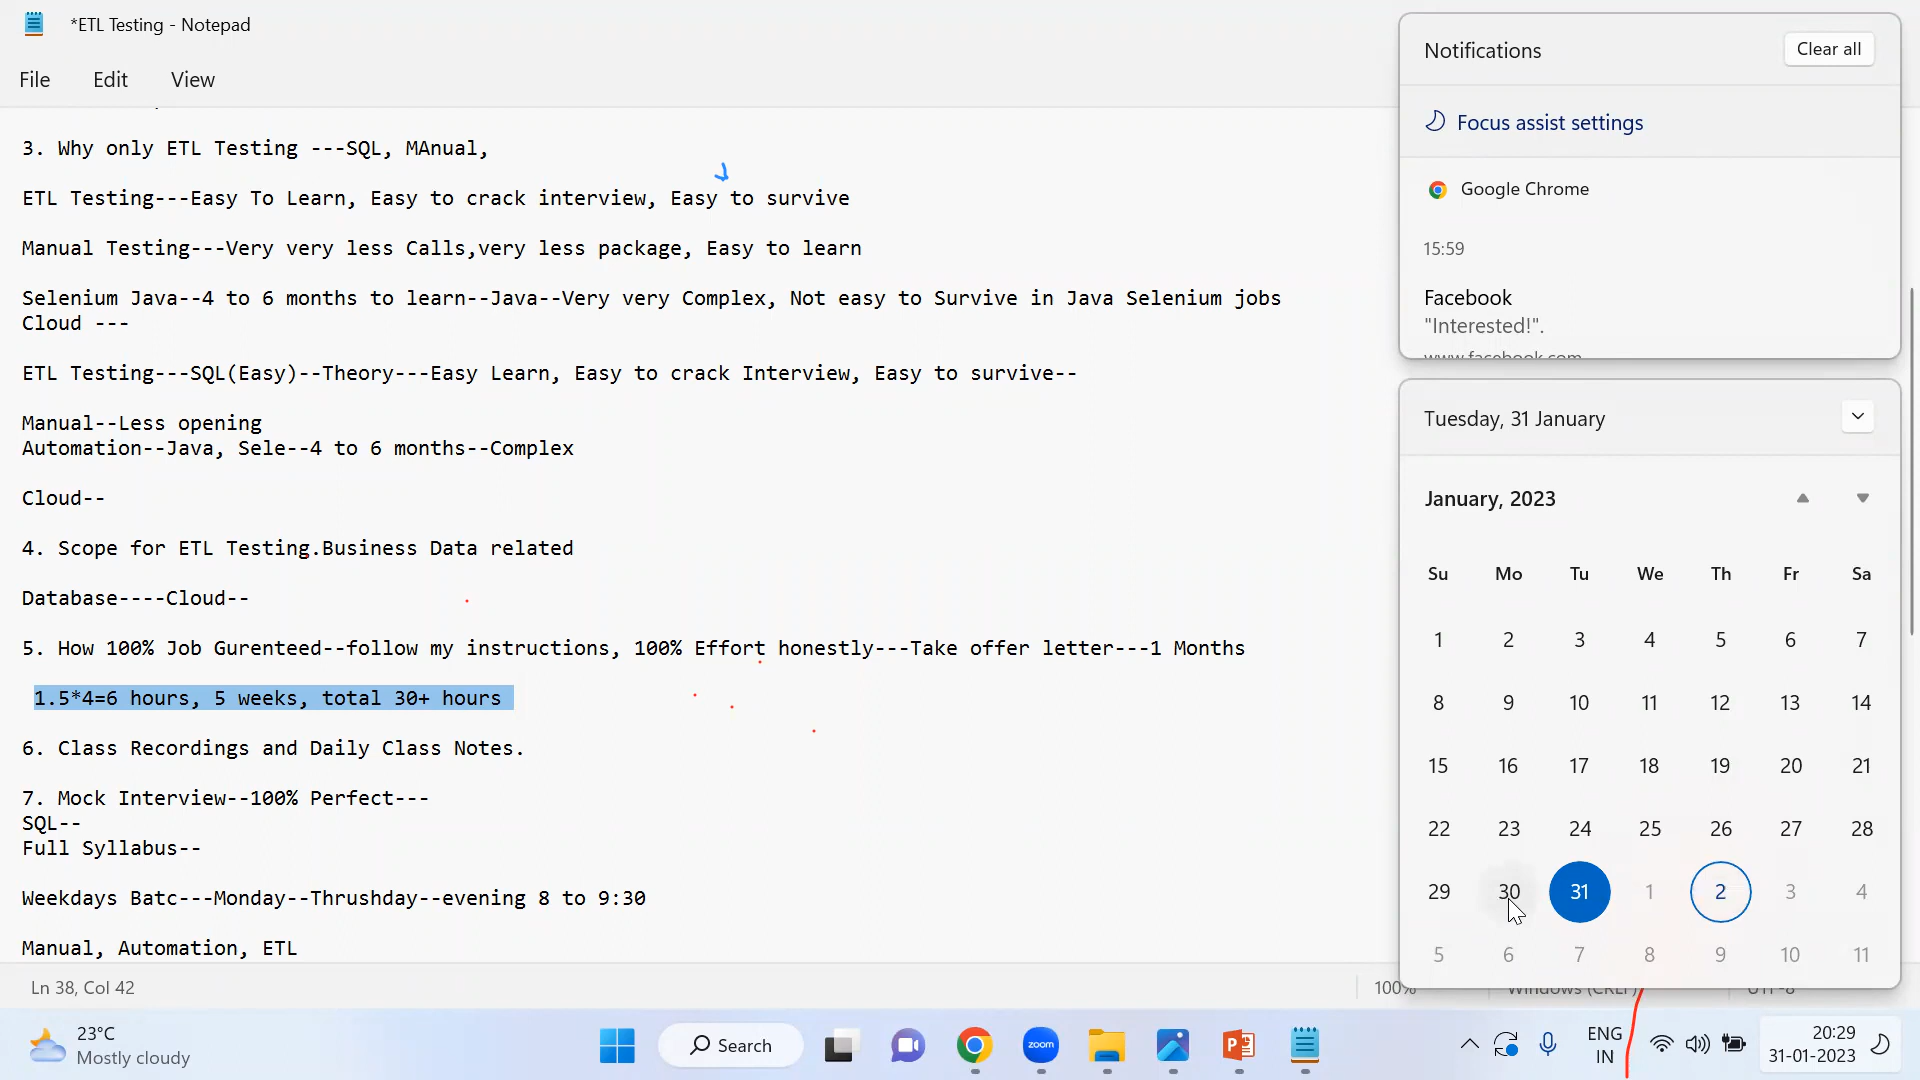 *ETL Testing - Notepad
File Edit View
3. Why only ETL Testing ---SQL, MAnual,
ETL Testing---Easy To Learn, Easy to crack interview, Easy to survive
Manual Testing---Very very less Calls,very less package, Easy to learn
Selenium Java--4 to 6 months to learn--Java--Very very Complex, Not easy to Survive in Java Selenium jobs
Cloud ---
ETL Testing---SQL(Easy)--Theory---Easy Learn, Easy to crack Interview, Easy to survive--
Manual--Less opening
Automation--Java, Sele--4 to 6 months--Complex
Cloud--
4. Scope for ETL Testing.Business Data related
Database----Cloud--
5. How 100% Job Gurenteed--follow my instructions, 100% Effort honestly---Take offer letter---1 Months
1.5*4=6 hours, 5 weeks, total 30+ hours
6. Class Recordings and Daily Class Notes.
7. Mock Interview--100% Perfect---
SQL--
Full Syllabus--
Weekdays Batc---Monday--Thrushday--evening 8 to 9:30
Manual, Automation, ETL
Ln 38, Col 42
100%
Notifications
Clear all
Focus assist settings
Google Chrome
15:59
Facebook
"Interested!".
www.facebook.com
Tuesday, 31 January
January, 2023
Su Mo Tu We Th Fr Sa
1 2 3 4 5 6 7
8 9 10 11 12 13 14
15 16 17 18 19 20 21
22 23 24 25 26 27 28
29 30 31 1 2 3 4
5 6 7 8 9 10 11
Windows (CRLF)
UTF-8
23°C
Mostly cloudy
Search
zoom
ENG
IN
20:29
31-01-2023